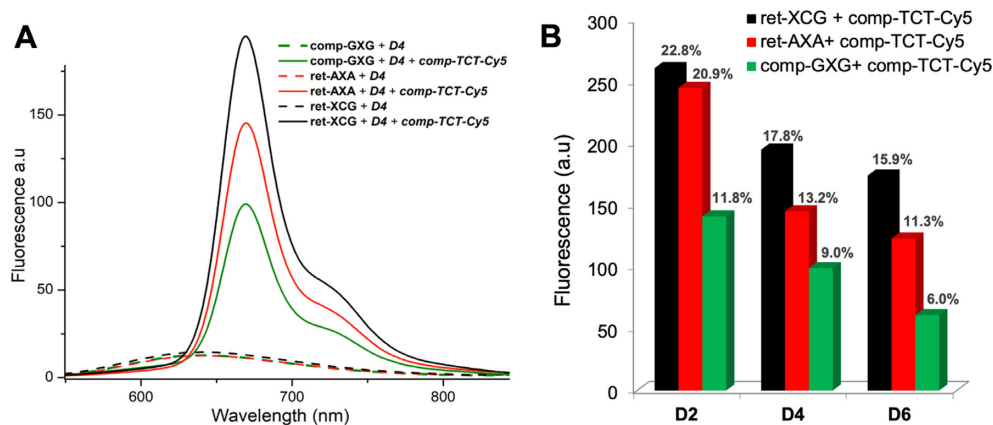 A
comp-GXG + D4
comp-GXG + D4 + comp-TCT-Cy5
ret-AXA + D4
ret-AXA + D4 + comp-TCT-Cy5
ret-XCG + D4
ret-XCG + D4 + comp-TCT-Cy5
Fluorescence a.u
150
100
50
0
600
700
800
Wavelength (nm)
B
ret-XCG + comp-TCT-Cy5
ret-AXA+ comp-TCT-Cy5
comp-GXG+ comp-TCT-Cy5
Fluorescence (a.u)
300
250
200
150
100
50
0
22.8%
20.9%
11.8%
17.8%
13.2%
9.0%
15.9%
11.3%
6.0%
D2
D4
D6